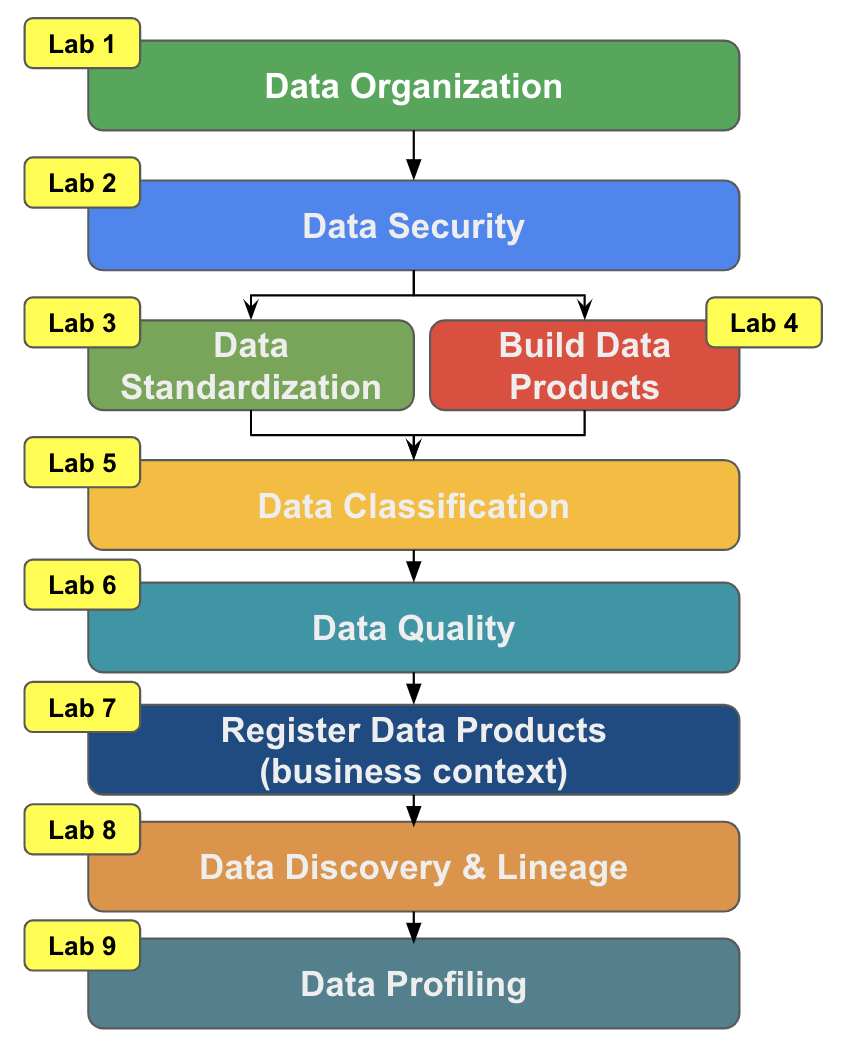 Lab 1
Data Organization
Lab 2
Data Security
Lab 3
Data
Standardization
Build Data
Products
Lab 4
Lab 5
Data Classification
Lab 6
Data Quality
Lab 7
Register Data Products
(business context)
Lab 8
Data Discovery & Lineage
Lab 9
Data Profiling